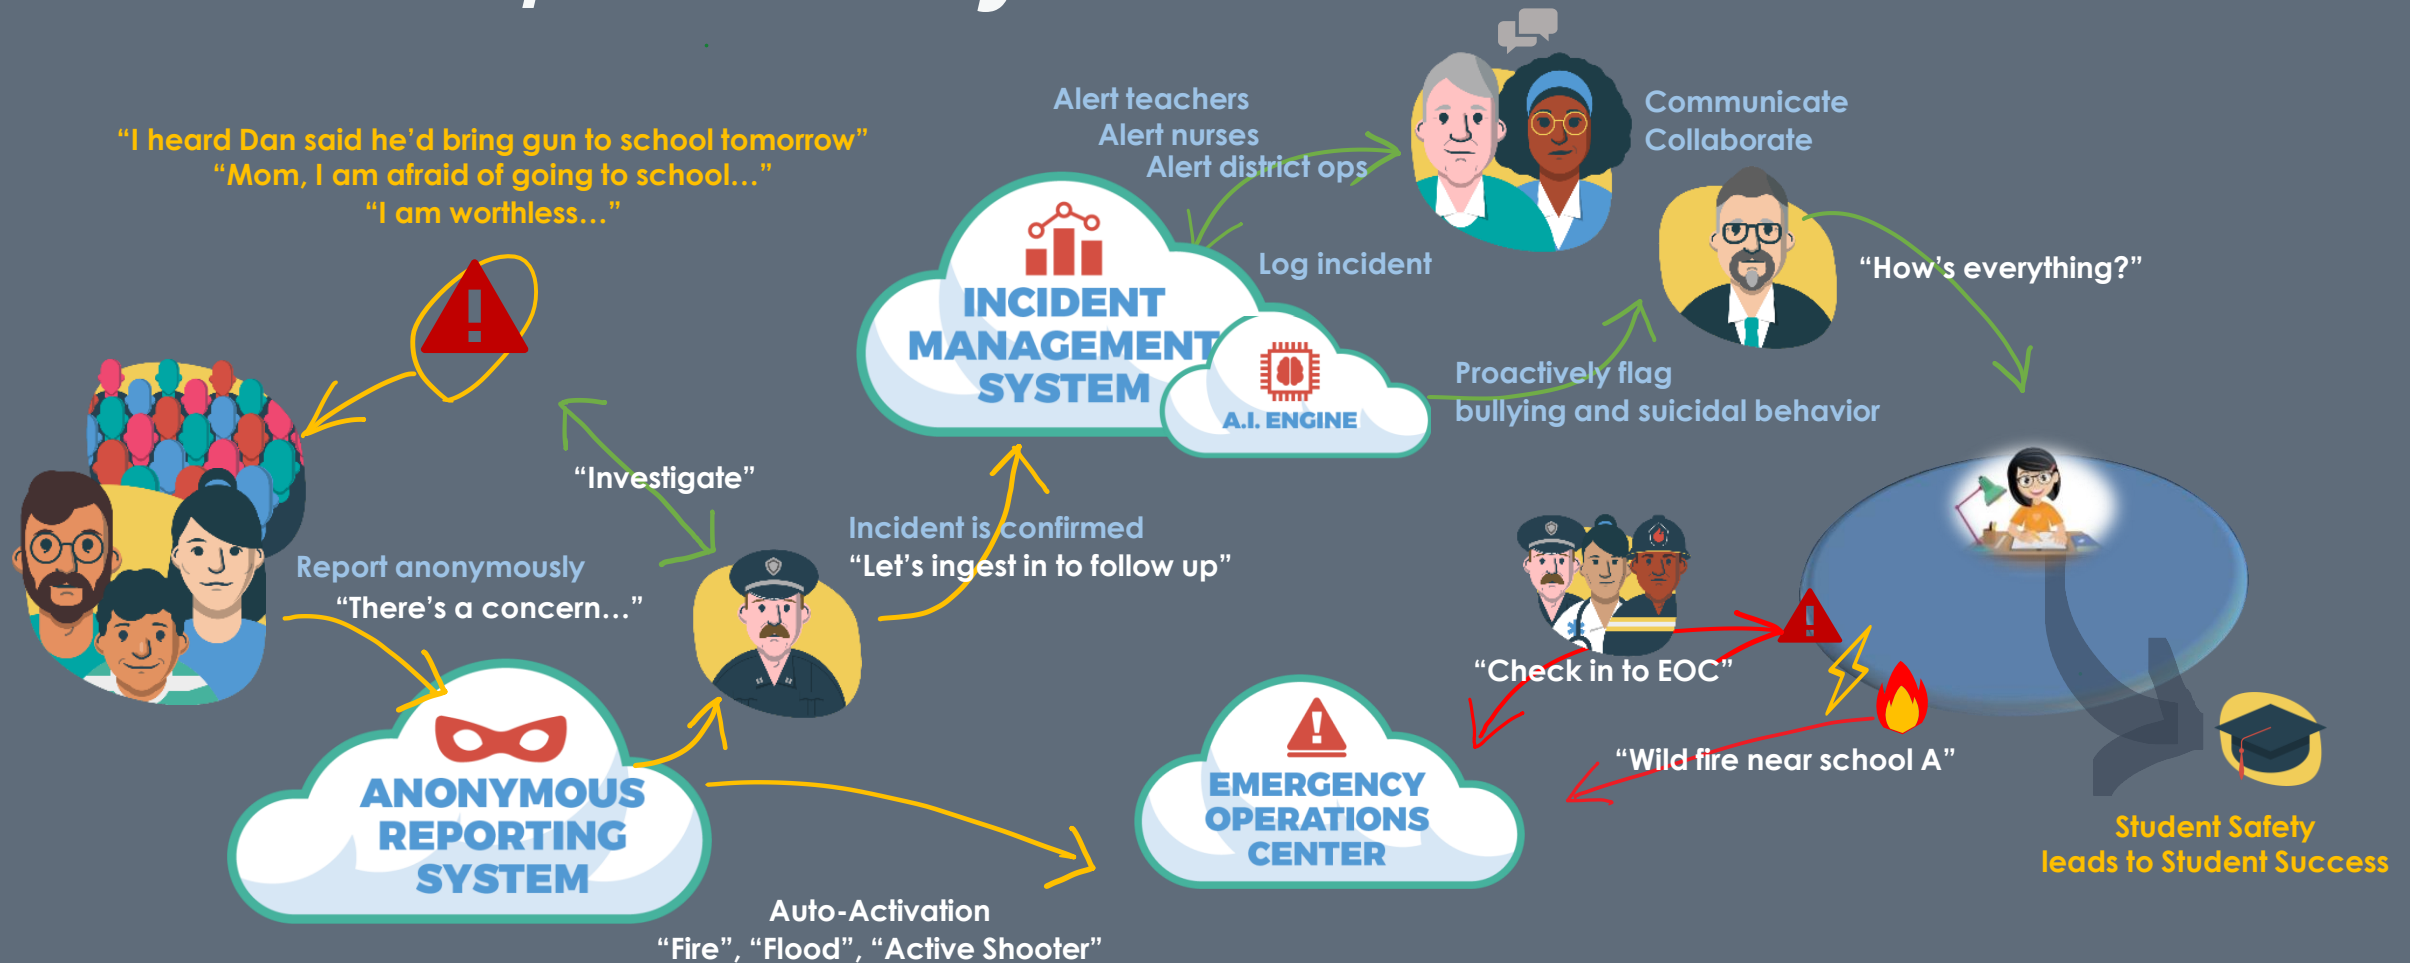 “I heard Dan said he’d bring gun to school tomorrow”
“Mom, I am afraid of going to school...”
“I am worthless...”
Alert teachers
Alert nurses
Alert district ops
Communicate
Collaborate
Log incident
“How’s everything?”
INCIDENT
MANAGEMENT
SYSTEM
A.I. ENGINE
Proactively flag
bullying and suicidal behavior
“Investigate”
Incident is confirmed
“Let’s ingest in to follow up”
Report anonymously
“There’s a concern...”
“Check in to EOC”
“Wild fire near school A”
ANONYMOUS
REPORTING
SYSTEM
EMERGENCY
OPERATIONS
CENTER
Student Safety
leads to Student Success
Auto-Activation
“Fire”, “Flood”, “Active Shooter”